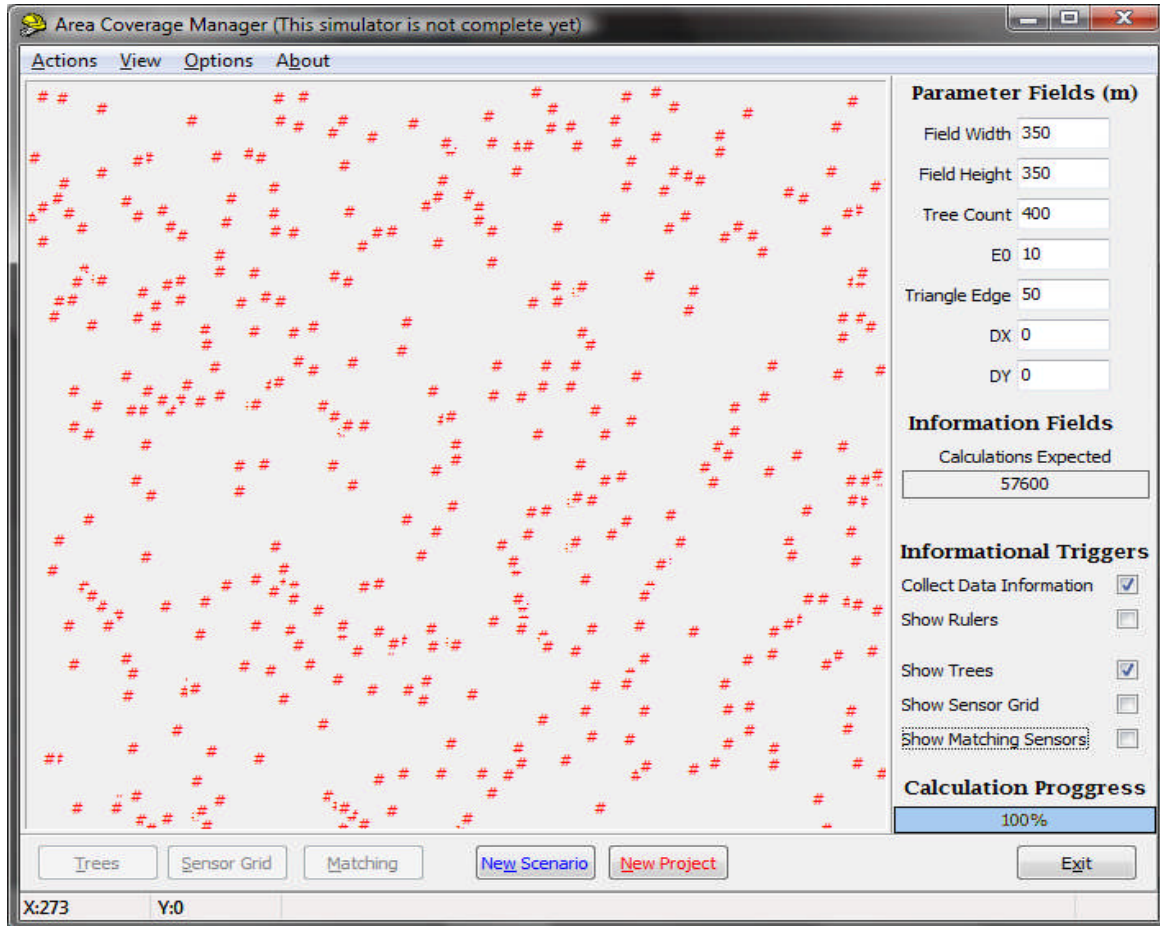 Area Coverage Manager (This simulator is not complete yet)
Actions View Options About
Parameter Fields (m)
Field Width 350
Field Height 350
Tree Count 400
E0 10
Triangle Edge 50
DX 0
DY 0
Information Fields
Calculations Expected
57600
Informational Triggers
Collect Data Information
Show Rulers
Show Trees
Show Sensor Grid
Show Matching Sensors
Calculation Proggress
100%
Trees Sensor Grid Matching New Scenario New Project Exit
X:273 Y:0